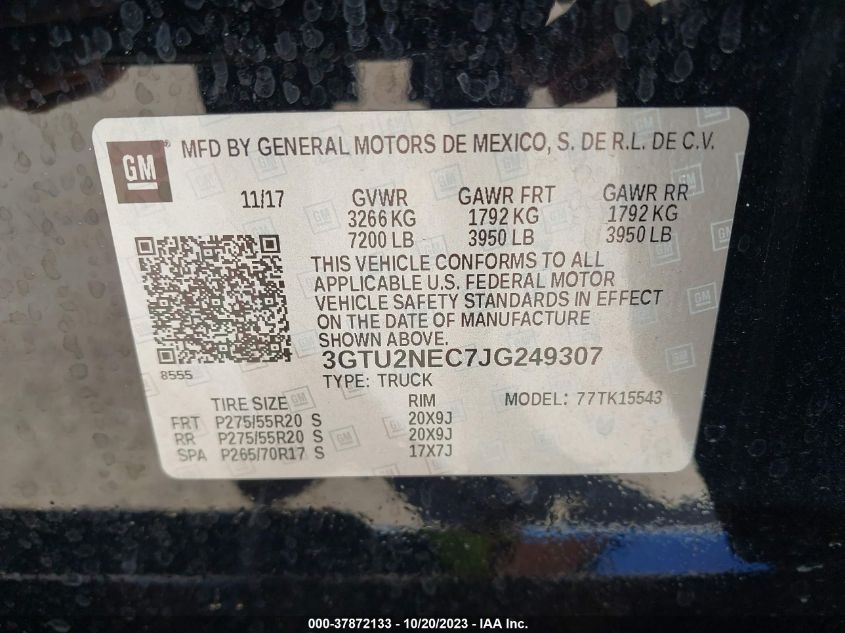 GM ® MFD BY GENERAL MOTORS DE MEXICO, S. DE R.L. DE C.V.
11/17 GVWR GAWR FRT GAWR RR
3266 KG 1792 KG 1792 KG
7200 LB 3950 LB 3950 LB
THIS VEHICLE CONFORMS TO ALL
APPLICABLE U.S. FEDERAL MOTOR
VEHICLE SAFETY STANDARDS IN EFFECT
ON THE DATE OF MANUFACTURE
SHOWN ABOVE.
8555 3GTU2NEC7JG249307
TYPE: TRUCK
TIRE SIZE RIM MODEL: 77TK15543
FRT P275/55R20 S 20X9J
RR P275/55R20 S 20X9J
SPA P265/70R17 S 17X7J
000-37872133 - 10/20/2023 - IAA Inc.